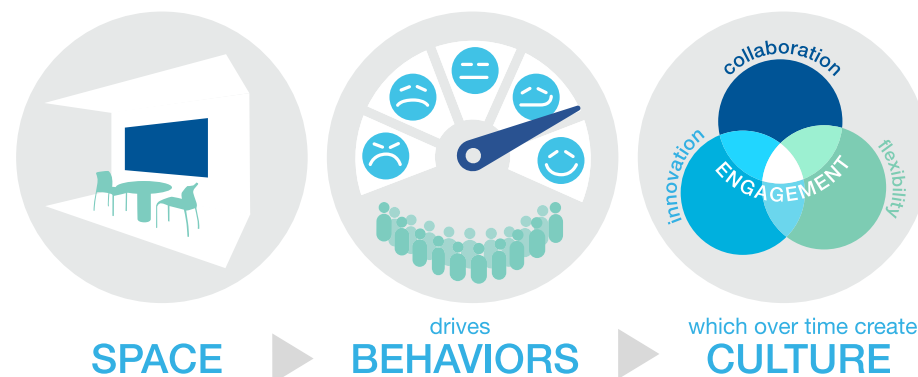 collaboration
innovation
flexibility
ENGAGEMENT
SPACE
drives
BEHAVIORS
which over time create
CULTURE